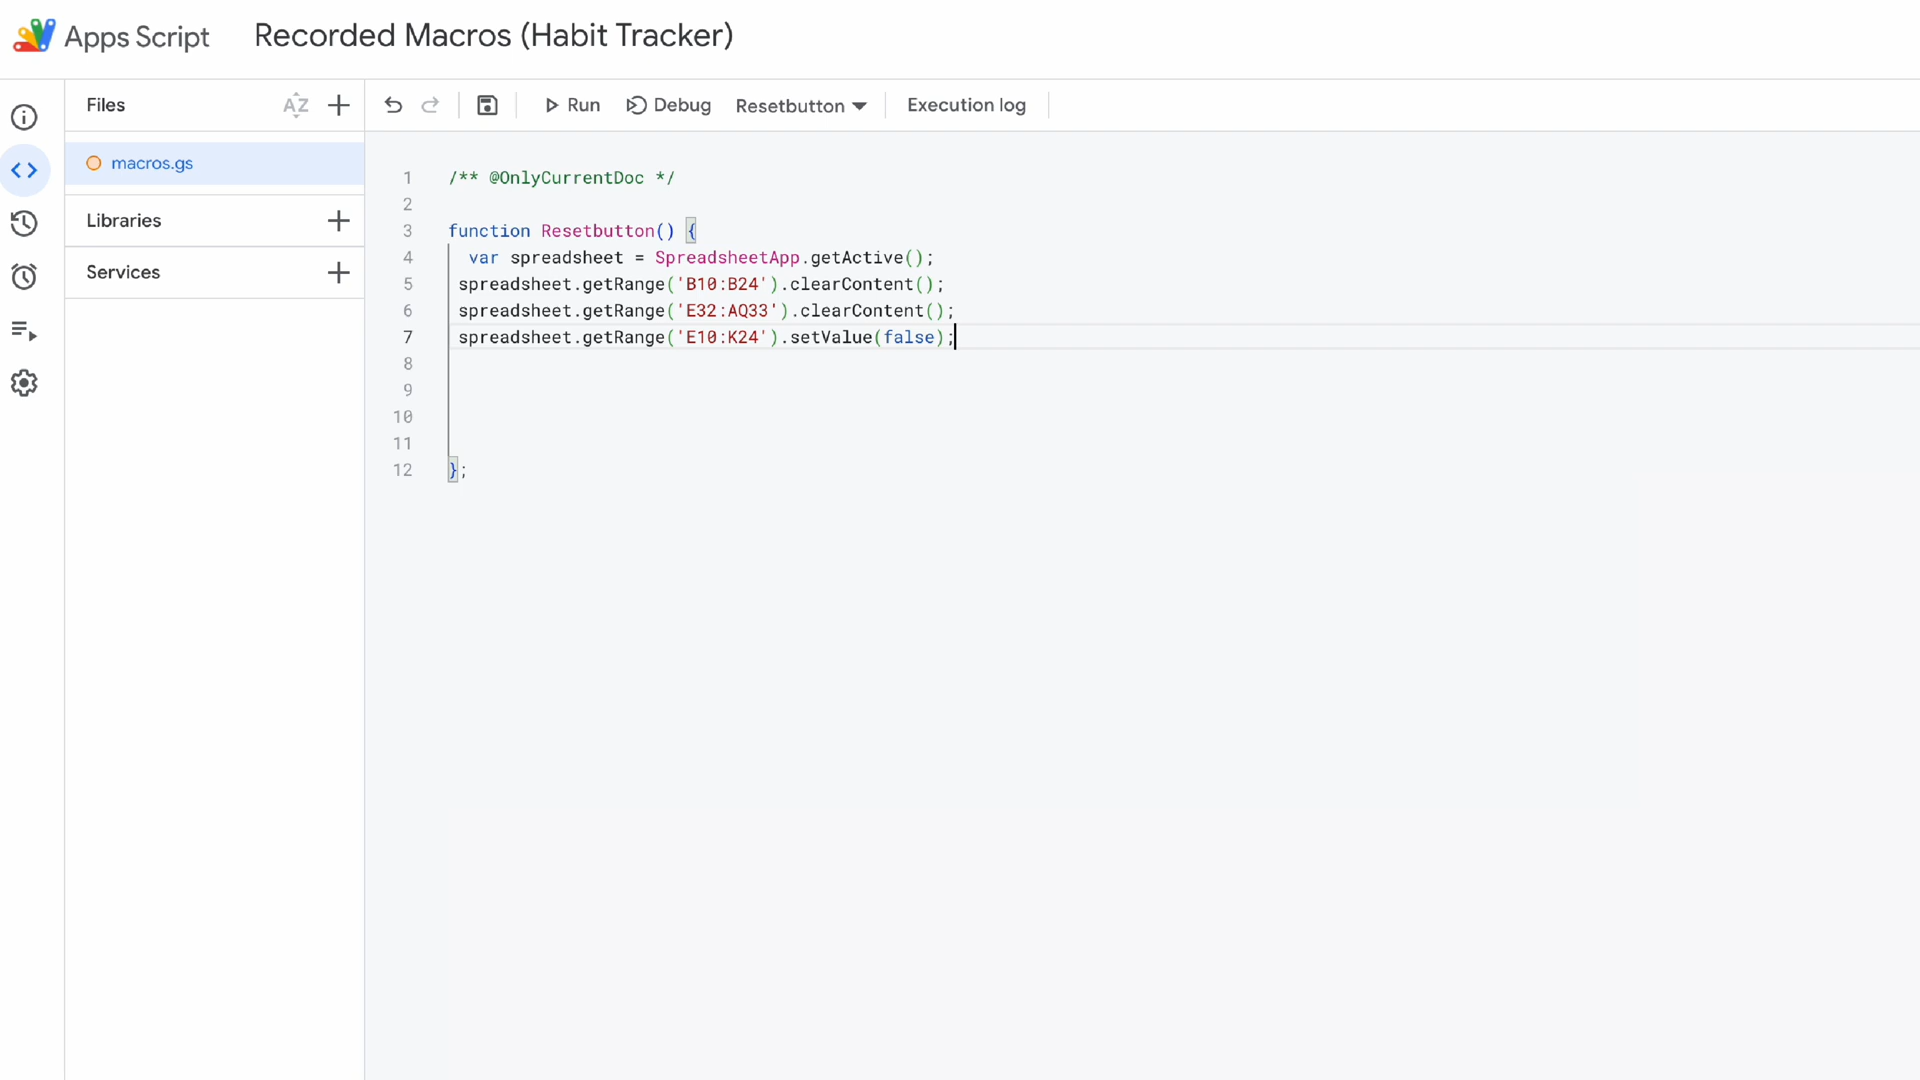 Apps Script Recorded Macros (Habit Tracker)
Files AZ Run Debug Resetbutton Execution log
macros.gs
Libraries
Services
1 /** @OnlyCurrentDoc */
2
3 function Resetbutton() {
4 var spreadsheet = SpreadsheetApp.getActive();
5 spreadsheet.getRange('B10:B24').clearContent();
6 spreadsheet.getRange('E32:AQ33').clearContent();
7 spreadsheet.getRange('E10:K24').setValue(false);
8
9
10
11
12 };